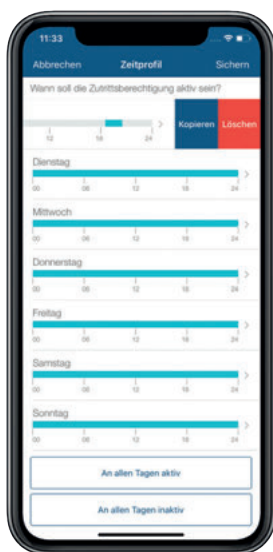 11:33
Abbrechen Zeitprofil Sichern
Wann soll die Zutrittsberechtigung aktiv sein?
12 18 24 Kopieren Löschen
Dienstag
00 06 12 18 24
Mittwoch
00 06 12 18 24
Donnerstag
00 06 12 18 24
Freitag
00 06 12 18 24
Samstag
00 06 12 18 24
Sonntag
00 06 12 18 24
An allen Tagen aktiv
An allen Tagen inaktiv